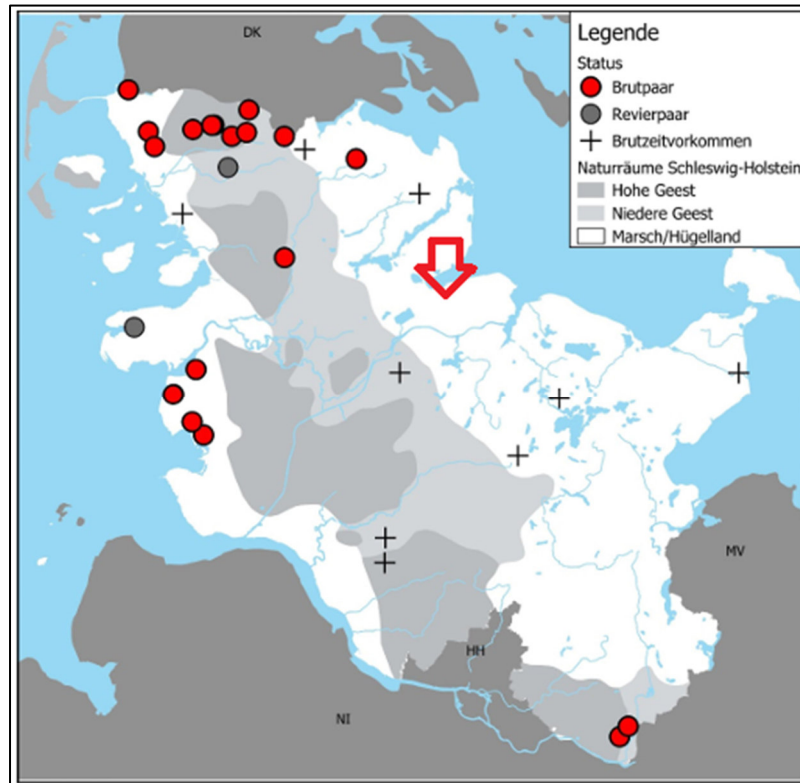 DK
Legende
Status
Brutpaar
Revierpaar
Brutzeitvorkommen
Naturräume Schleswig-Holstein
Hohe Geest
Niedere Geest
Marsch/Hügelland
MV
HH
NI